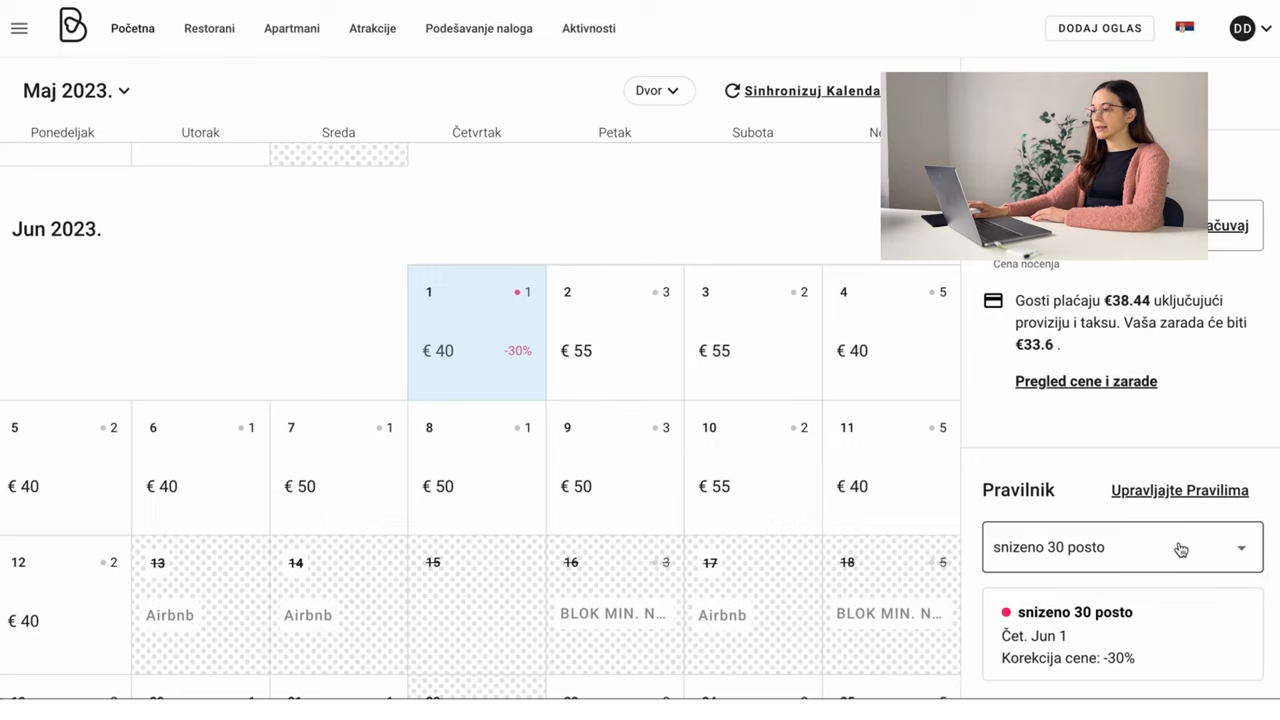 Početna
Restorani
Apartmani
Atrakcije
Podešavanje naloga
Aktivnosti
DODAJ OGLAS
DD
Maj 2023.
Dvor
Sinhronizuj Kalenda
Ponedeljak
Utorak
Sreda
Četvrtak
Petak
Subota
Ne
Jun 2023.
1 1
€ 40 -30%
2 3
€ 55
3 2
€ 55
4 5
€ 40
5 2
€ 40
6 1
€ 40
7 1
€ 50
8 1
€ 50
9 3
€ 50
10 2
€ 55
11 5
€ 40
12 2
€ 40
13
Airbnb
14
Airbnb
15
16 3
BLOK MIN. N...
17
Airbnb
18 5
BLOK MIN. N...
ačuvaj
Cena noćenja
Gosti plaćaju €38.44 uključujući
proviziju i taksu. Vaša zarada će biti
€33.6 .
Pregled cene i zarade
Pravilnik
Upravljajte Pravilima
snizeno 30 posto
snizeno 30 posto
Čet. Jun 1
Korekcija cene: -30%